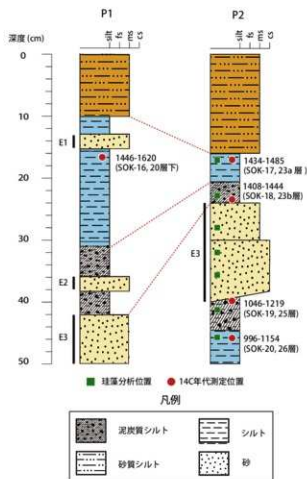 P1
P2
深度 (cm)
silt
fs
ms
cs
silt
fs
ms
cs
0
10
20
30
40
50
E1
E2
E3
E3
1446-1620
(SOK-16, 20層下)
1434-1485
(SOK-17, 23a 層)
1408-1444
(SOK-18, 23b層)
1046-1219
(SOK-19, 25層)
996-1154
(SOK-20, 26層)
珪藻分析位置
14C年代測定位置
凡例
泥炭質シルト
シルト
砂質シルト
砂